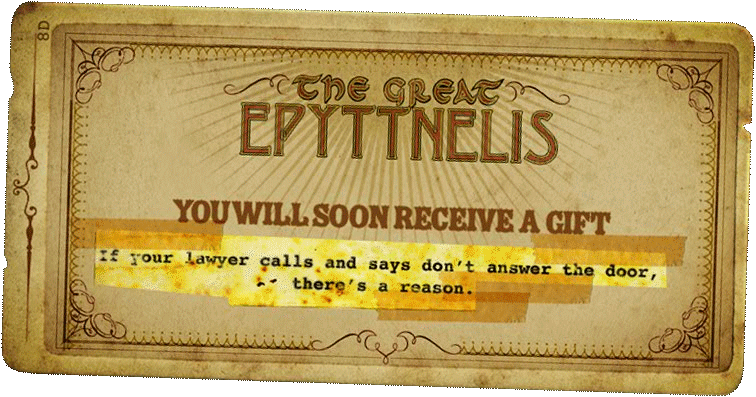 8D
THE GREAT
EPYTTNELIS
YOU WILL SOON RECEIVE A GIFT
If your lawyer calls and says don't answer the door,
there's a reason.